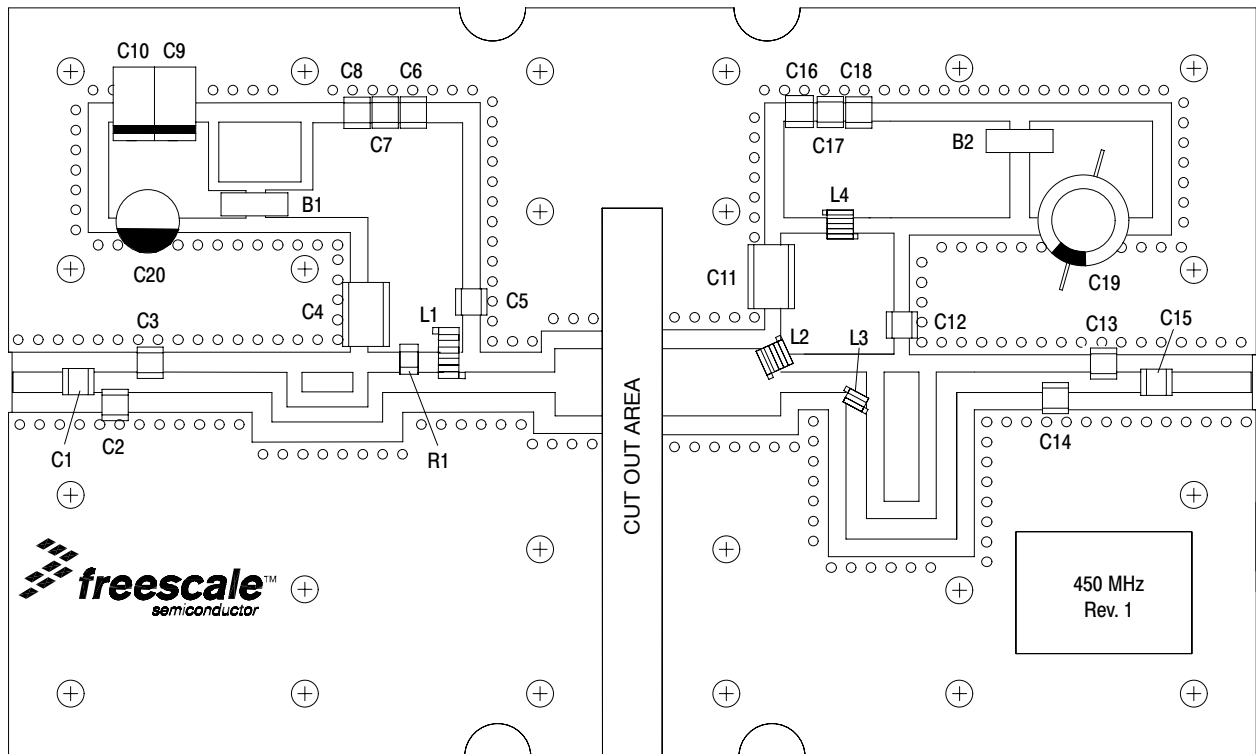 C10 C9
C8 C6
C7
C16 C18
C17
B2
B1
L4
C20
C19
C4
C5
C11
C12
C3
L1
L2
L3
C13
C15
C1
C2
R1
C14
CUT OUT AREA
freescale™
semiconductor
450 MHz
Rev. 1